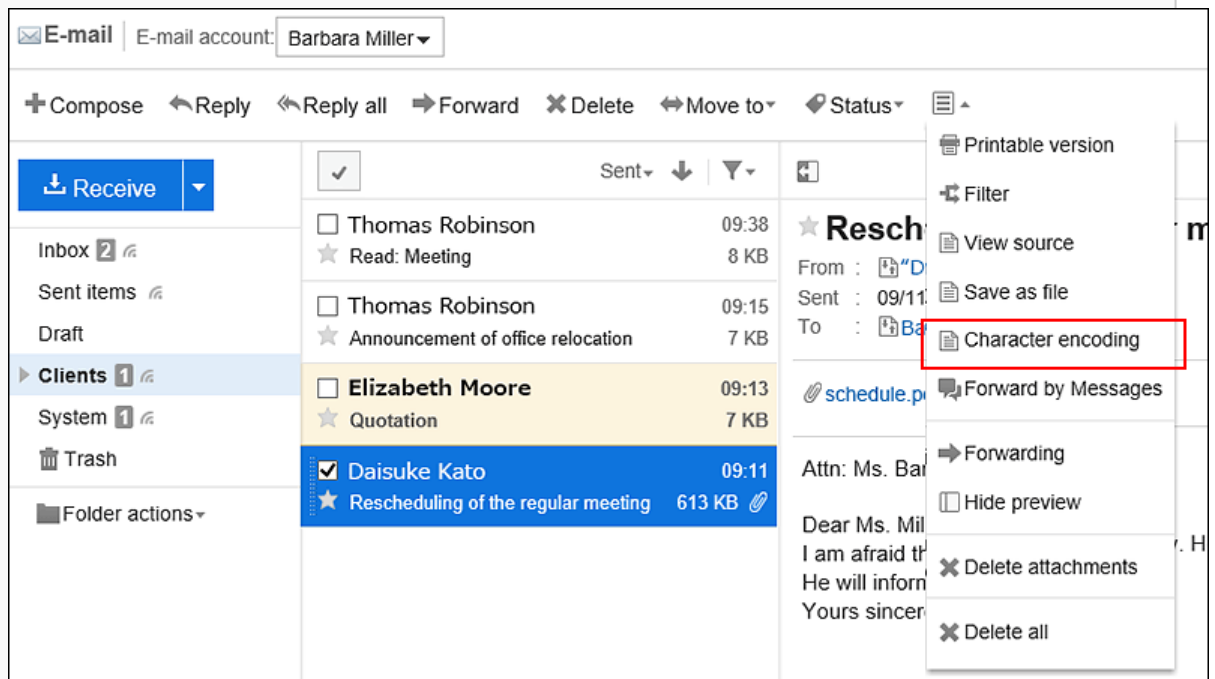 E-mail E-mail account: Barbara Miller
Compose Reply Reply all Forward Delete Move to Status
Receive
Inbox 2
Sent items
Draft
Clients 1
System 1
Trash
Folder actions
Sent
Thomas Robinson 09:38
Read: Meeting 8 KB
Thomas Robinson 09:15
Announcement of office relocation 7 KB
Elizabeth Moore 09:13
Quotation 7 KB
Daisuke Kato 09:11
Rescheduling of the regular meeting 613 KB
Resch m
From : “D
Sent : 09/11
To : Ba
schedule.p
Attn: Ms. Bar
Dear Ms. Mil
I am afraid th . H
He will inform
Yours sincer
Printable version
Filter
View source
Save as file
Character encoding
Forward by Messages
Forwarding
Hide preview
Delete attachments
Delete all